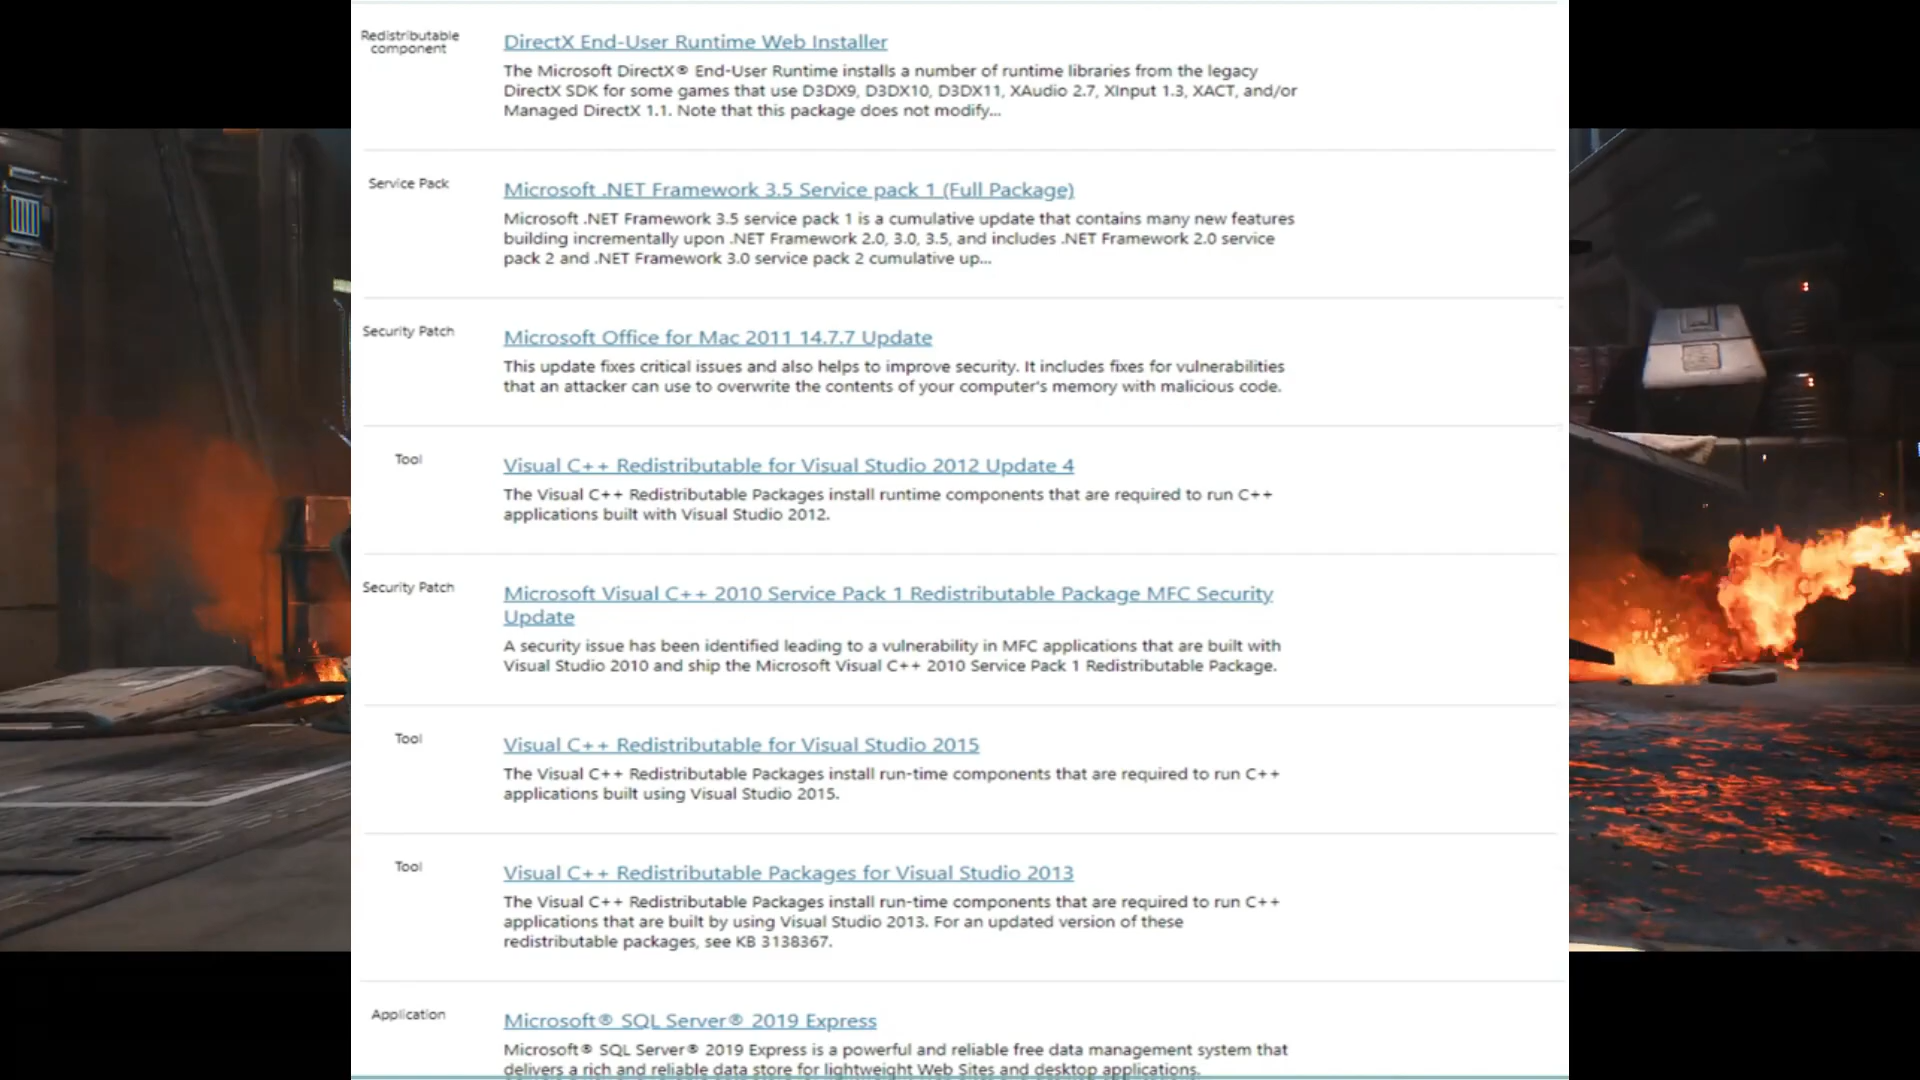 Redistributable
component
DirectX End-User Runtime Web Installer
The Microsoft DirectX® End-User Runtime installs a number of runtime libraries from the legacy
DirectX SDK for some games that use D3DX9, D3DX10, D3DX11, XAudio 2.7, XInput 1.3, XACT, and/or
Managed DirectX 1.1. Note that this package does not modify...
Service Pack
Microsoft .NET Framework 3.5 Service pack 1 (Full Package)
Microsoft .NET Framework 3.5 service pack 1 is a cumulative update that contains many new features
building incrementally upon .NET Framework 2.0, 3.0, 3.5, and includes .NET Framework 2.0 service
pack 2 and .NET Framework 3.0 service pack 2 cumulative up...
Security Patch
Microsoft Office for Mac 2011 14.7.7 Update
This update fixes critical issues and also helps to improve security. It includes fixes for vulnerabilities
that an attacker can use to overwrite the contents of your computer's memory with malicious code.
Tool
Visual C++ Redistributable for Visual Studio 2012 Update 4
The Visual C++ Redistributable Packages install runtime components that are required to run C++
applications built with Visual Studio 2012.
Security Patch
Microsoft Visual C++ 2010 Service Pack 1 Redistributable Package MFC Security
Update
A security issue has been identified leading to a vulnerability in MFC applications that are built with
Visual Studio 2010 and ship the Microsoft Visual C++ 2010 Service Pack 1 Redistributable Package.
Tool
Visual C++ Redistributable for Visual Studio 2015
The Visual C++ Redistributable Packages install run-time components that are required to run C++
applications built using Visual Studio 2015.
Tool
Visual C++ Redistributable Packages for Visual Studio 2013
The Visual C++ Redistributable Packages install run-time components that are required to run C++
applications that are built by using Visual Studio 2013. For an updated version of these
redistributable packages, see KB 3138367.
Application
Microsoft® SQL Server® 2019 Express
Microsoft® SQL Server® 2019 Express is a powerful and reliable free data management system that
delivers a rich and reliable data store for lightweight Web Sites and desktop applications.